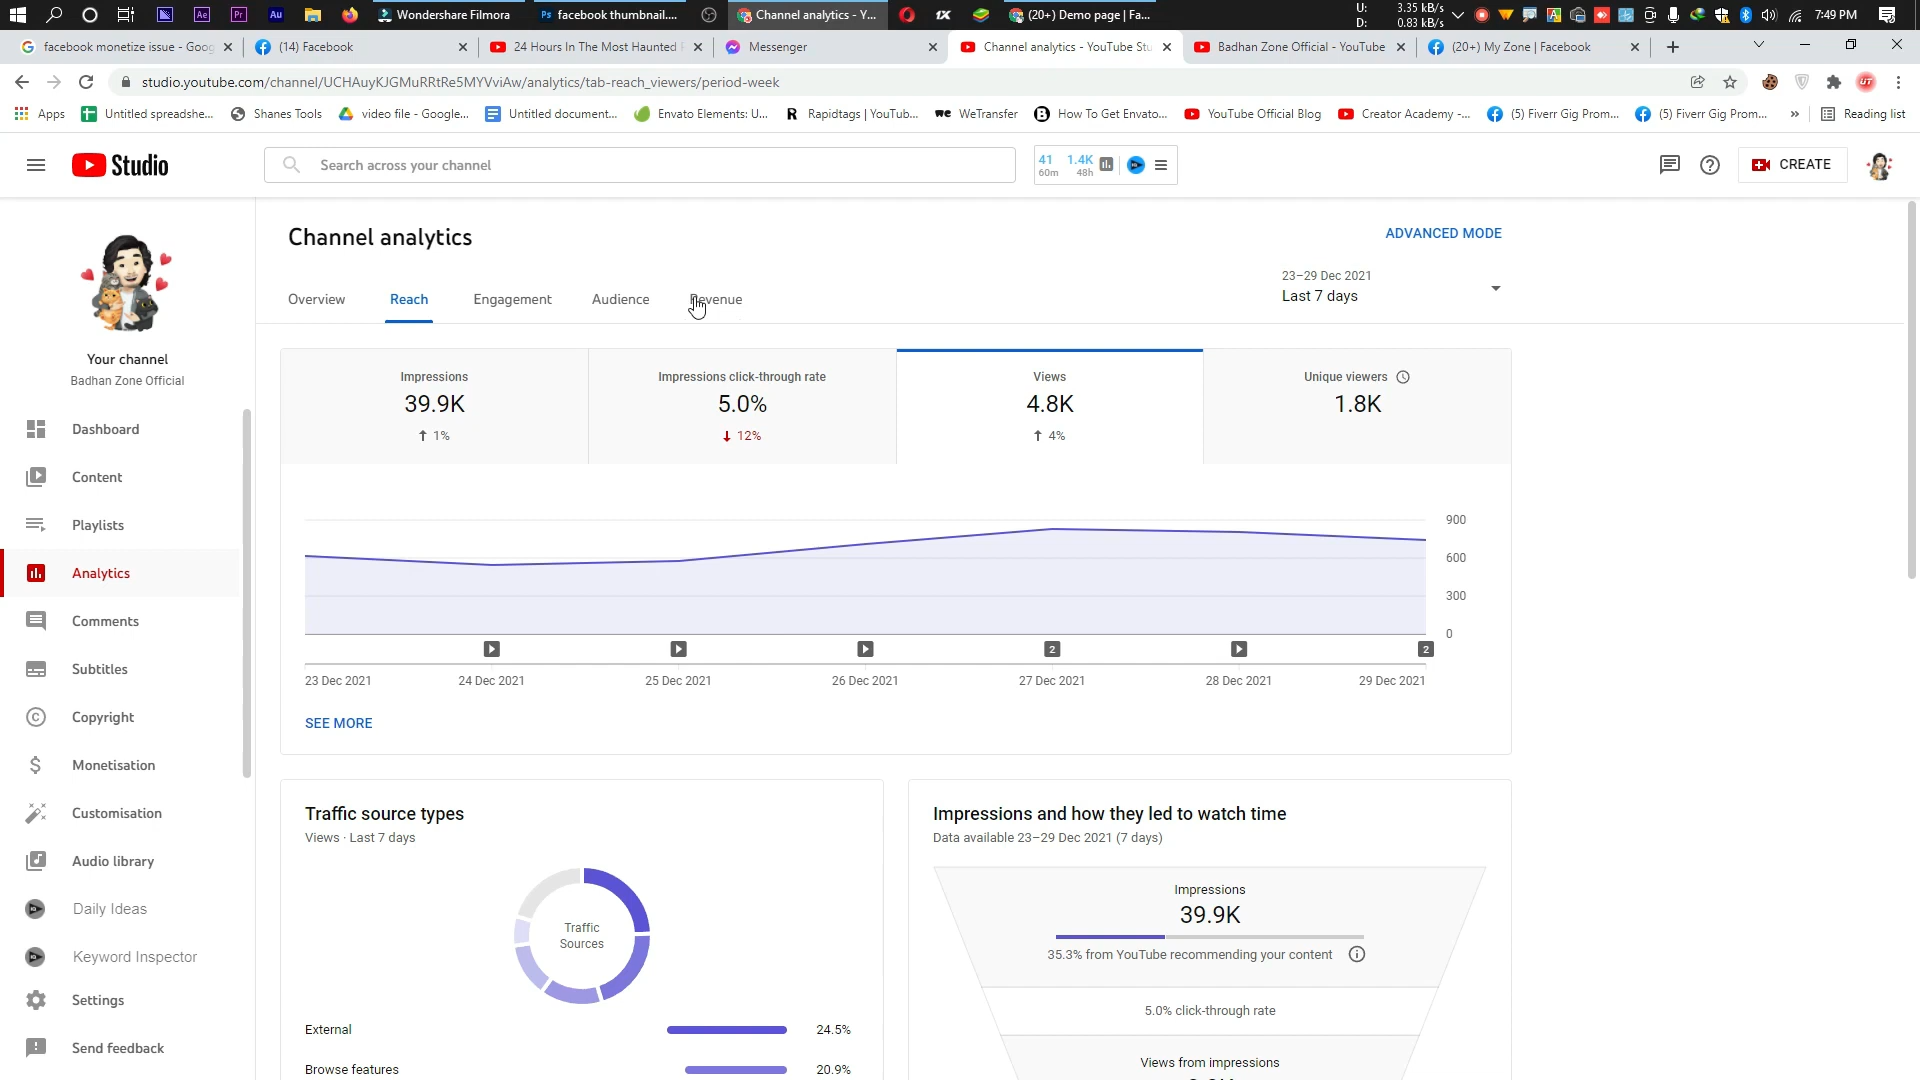 Wondershare Filmora
facebook thumbnail....
Channel analytics - Y...
1X
(20+) Demo page | Fa...
U: 3.35 kB/s
D: 0.83 kB/s
7:49 PM
facebook monetize issue - Goog
(14) Facebook
24 Hours In The Most Haunted
Messenger
Channel analytics - YouTube Stu
Badhan Zone Official - YouTube
(20+) My Zone | Facebook
studio.youtube.com/channel/UCHAuyKJGMuRRtRe5MYVviAw/analytics/tab-reach_viewers/period-week
Apps
Untitled spreadshe...
Shanes Tools
video file - Google...
Untitled document...
Envato Elements: U...
Rapidtags | YouTub...
WeTransfer
How To Get Envato...
YouTube Official Blog
Creator Academy -...
(5) Fiverr Gig Prom...
(5) Fiverr Gig Prom...
»
Reading list
Studio
Search across your channel
41 1.4K
60m 48h
CREATE
Channel analytics
ADVANCED MODE
23–29 Dec 2021
Last 7 days
Overview
Reach
Engagement
Audience
Revenue
Your channel
Badhan Zone Official
Dashboard
Content
Playlists
Analytics
Comments
Subtitles
Copyright
Monetisation
Customisation
Audio library
Daily Ideas
Keyword Inspector
Settings
Send feedback
Impressions
39.9K
1%
Impressions click-through rate
5.0%
12%
Views
4.8K
4%
Unique viewers
1.8K
900
600
300
0
2
2
23 Dec 2021
24 Dec 2021
25 Dec 2021
26 Dec 2021
27 Dec 2021
28 Dec 2021
29 Dec 2021
SEE MORE
Traffic source types
Views · Last 7 days
Traffic
Sources
External 24.5%
Browse features 20.9%
Impressions and how they led to watch time
Data available 23–29 Dec 2021 (7 days)
Impressions
39.9K
35.3% from YouTube recommending your content
5.0% click-through rate
Views from impressions